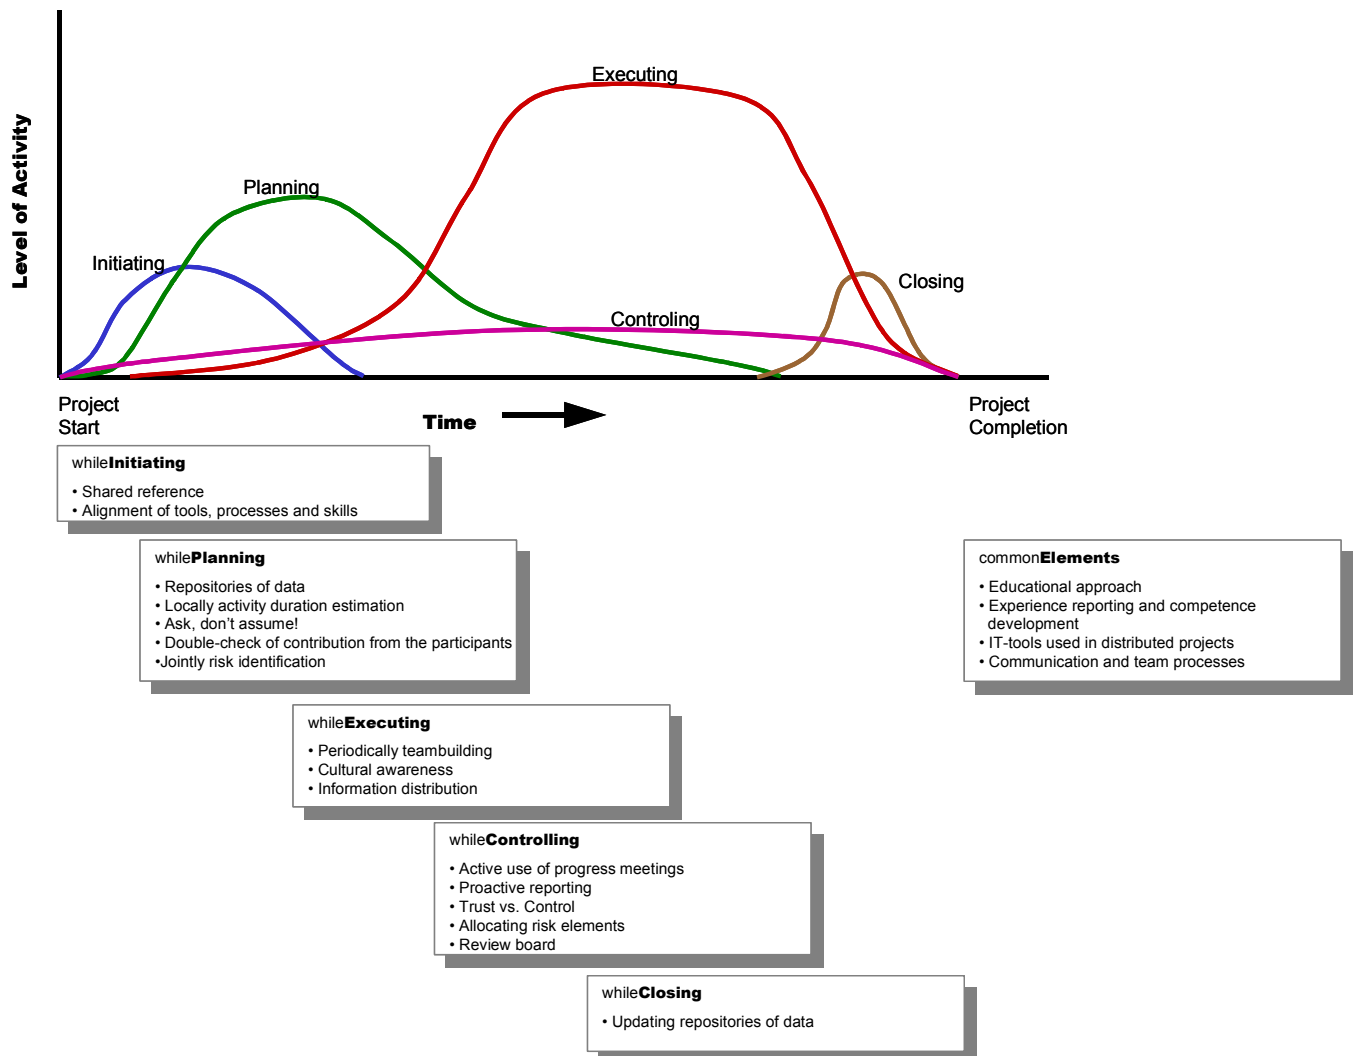 Executing
Level of Activity
Planning
Initiating
Closing
Controling
Project
Start
Time
Project
Completion
whileInitiating
• Shared reference
• Alignment of tools, processes and skills
whilePlanning
• Repositories of data
• Locally activity duration estimation
• Ask, don't assume!
• Double-check of contribution from the participants
•Jointly risk identification
commonElements
• Educational approach
• Experience reporting and competence
development
• IT-tools used in distributed projects
• Communication and team processes
whileExecuting
• Periodically teambuilding
• Cultural awareness
• Information distribution
whileControlling
• Active use of progress meetings
• Proactive reporting
• Trust vs. Control
• Allocating risk elements
• Review board
whileClosing
• Updating repositories of data